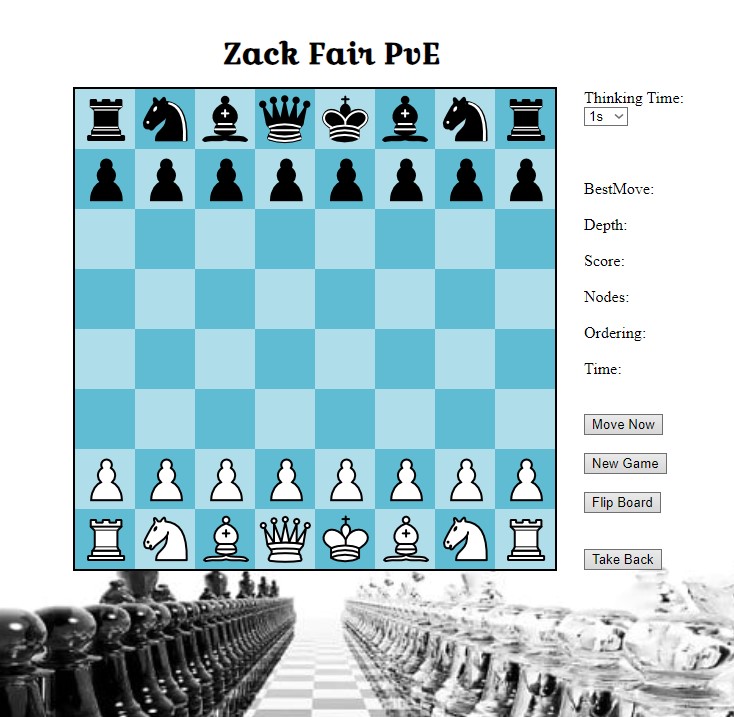 Zack Fair PvE
Thinking Time:
1s
BestMove:
Depth:
Score:
Nodes:
Ordering:
Time:
Move Now
New Game
Flip Board
Take Back